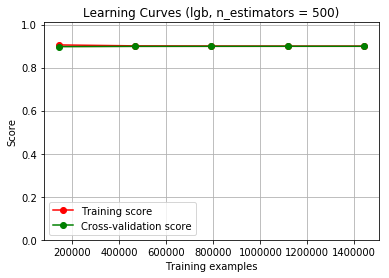 Learning Curves (lgb, n_estimators = 500)
1.0
0.8
0.6
0.4
0.2
0.0
Score
Training score
Cross-validation score
200000 400000 600000 800000 1000000 1200000 1400000
Training examples